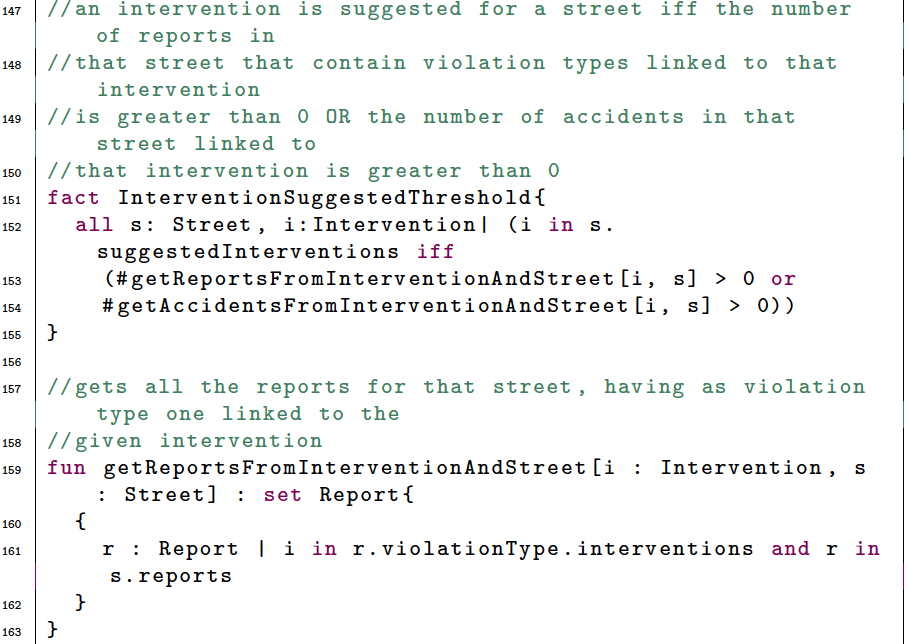 147 //an intervention is suggested for a street iff the number
of reports in
148 //that street that contain violation types linked to that
intervention
149 //is greater than 0 OR the number of accidents in that
street linked to
150 //that intervention is greater than 0
151 fact InterventionSuggestedThreshold{
152 all s: Street, i:Intervention| (i in s.
suggestedInterventions iff
153 (#getReportsFromInterventionAndStreet[i, s] > 0 or
154 #getAccidentsFromInterventionAndStreet[i, s] > 0))
155 }
156
157 //gets all the reports for that street, having as violation
type one linked to the
158 //given intervention
159 fun getReportsFromInterventionAndStreet[i : Intervention, s
: Street] : set Report{
160 {
161 r : Report | i in r.violationType.interventions and r in
s.reports
162 }
163 }